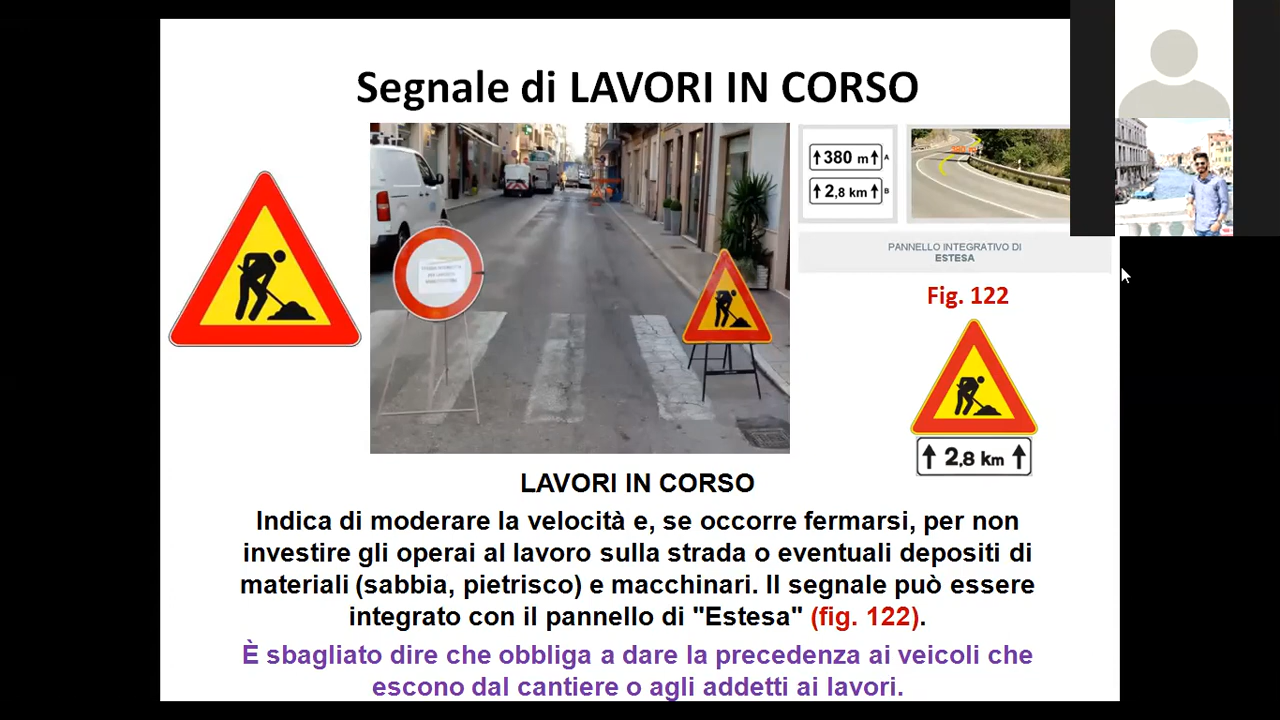 Segnale di LAVORI IN CORSO
↑380 m↑ A
↑2,8 km↑ B
PANNELLO INTEGRATIVO DI
ESTESA
Fig. 122
↑ 2,8 km ↑
LAVORI IN CORSO
Indica di moderare la velocità e, se occorre fermarsi, per non
investire gli operai al lavoro sulla strada o eventuali depositi di
materiali (sabbia, pietrisco) e macchinari. Il segnale può essere
integrato con il pannello di "Estesa" (fig. 122).
È sbagliato dire che obbliga a dare la precedenza ai veicoli che
escono dal cantiere o agli addetti ai lavori.